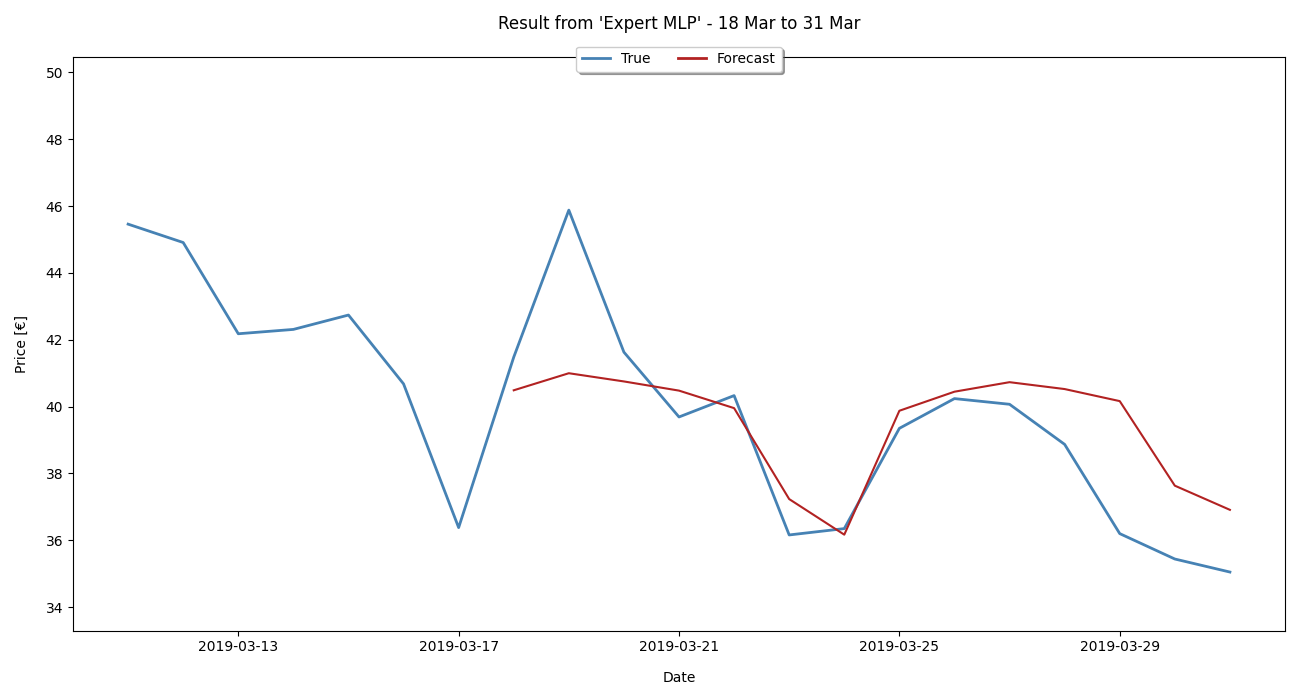 Result from 'Expert MLP' - 18 Mar to 31 Mar
True Forecast
50
48
46
44
42
40
38
36
34
Price [€]
2019-03-13 2019-03-17 2019-03-21 2019-03-25 2019-03-29
Date